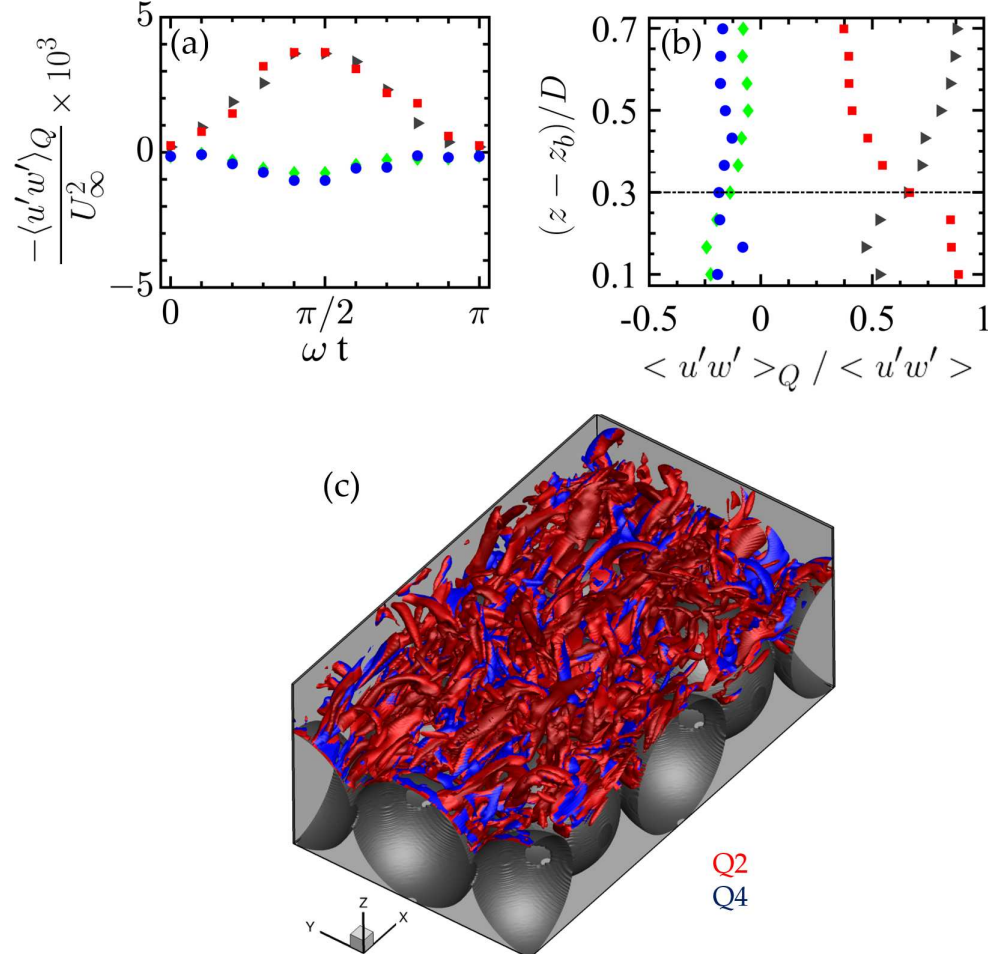 (a)
−⟨u′w′⟩_Q / U_∞^2 × 10^3
5
0
−5
0
π/2
π
ω t
(b)
(z − z_b)/D
0.7
0.5
0.3
0.1
-0.5
0
0.5
1
< u′w′ >_Q / < u′w′ >
(c)
Q2
Q4
Z
Y
X